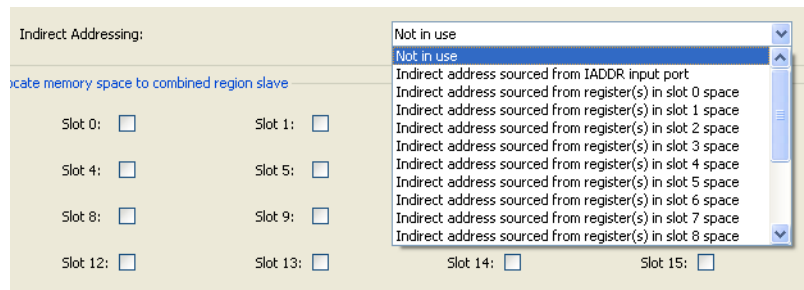 Indirect Addressing:
Not in use
Not in use
Indirect address sourced from IADDR input port
Indirect address sourced from register(s) in slot 0 space
Indirect address sourced from register(s) in slot 1 space
Indirect address sourced from register(s) in slot 2 space
Indirect address sourced from register(s) in slot 3 space
Indirect address sourced from register(s) in slot 4 space
Indirect address sourced from register(s) in slot 5 space
Indirect address sourced from register(s) in slot 6 space
Indirect address sourced from register(s) in slot 7 space
Indirect address sourced from register(s) in slot 8 space
ocate memory space to combined region slave
Slot 0: Slot 1:
Slot 4: Slot 5:
Slot 8: Slot 9:
Slot 12: Slot 13: Slot 14: Slot 15: